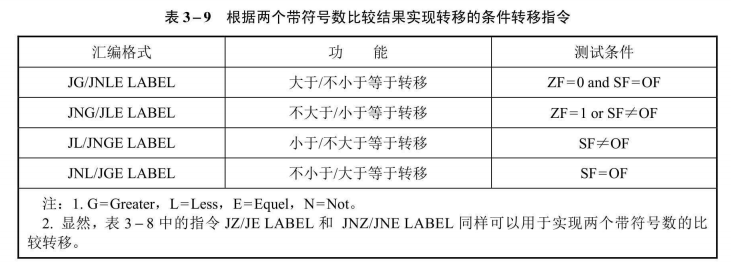 表 3-9 根据两个带符号数比较结果实现转移的条件转移指令
汇编格式 功 能 测试条件
JG/JNLE LABEL 大于/不小于等于转移 ZF=0 and SF=OF
JNG/JLE LABEL 不大于/小于等于转移 ZF=1 or SF≠OF
JL/JNGE LABEL 小于/不大于等于转移 SF≠OF
JNL/JGE LABEL 不小于/大于等于转移 SF=OF
注：1. G=Greater，L=Less，E=Equel，N=Not。
2. 显然，表 3-8 中的指令 JZ/JE LABEL 和 JNZ/JNE LABEL 同样可以用于实现两个带符号数的比
较转移。